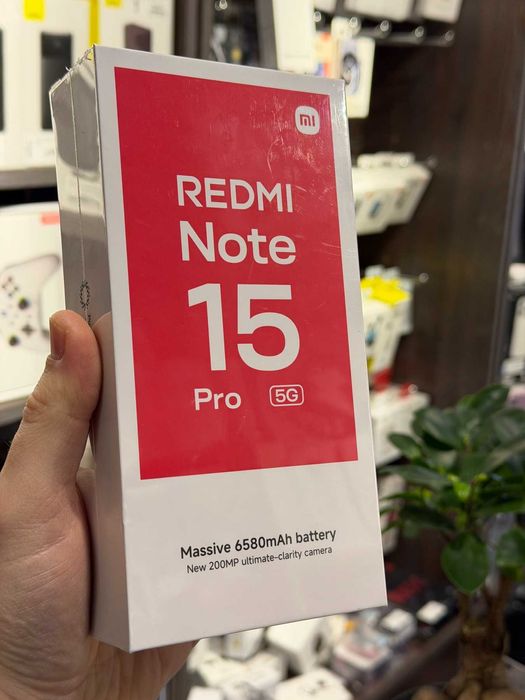 mi
REDMI
Note
15
Pro 5G
Massive 6580mAh battery
New 200MP ultimate-clarity camera